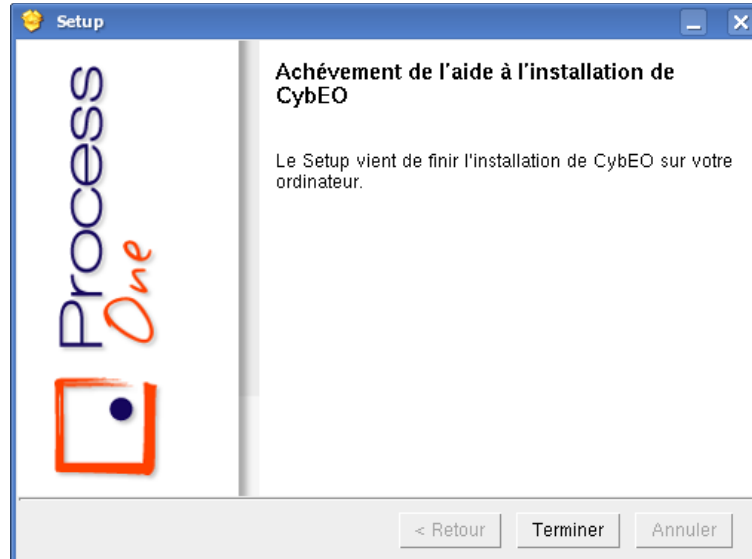 Setup
Process
One
Achévement de l'aide à l'installation de
CybEO
Le Setup vient de finir l'installation de CybEO sur votre
ordinateur.
< Retour
Terminer
Annuler